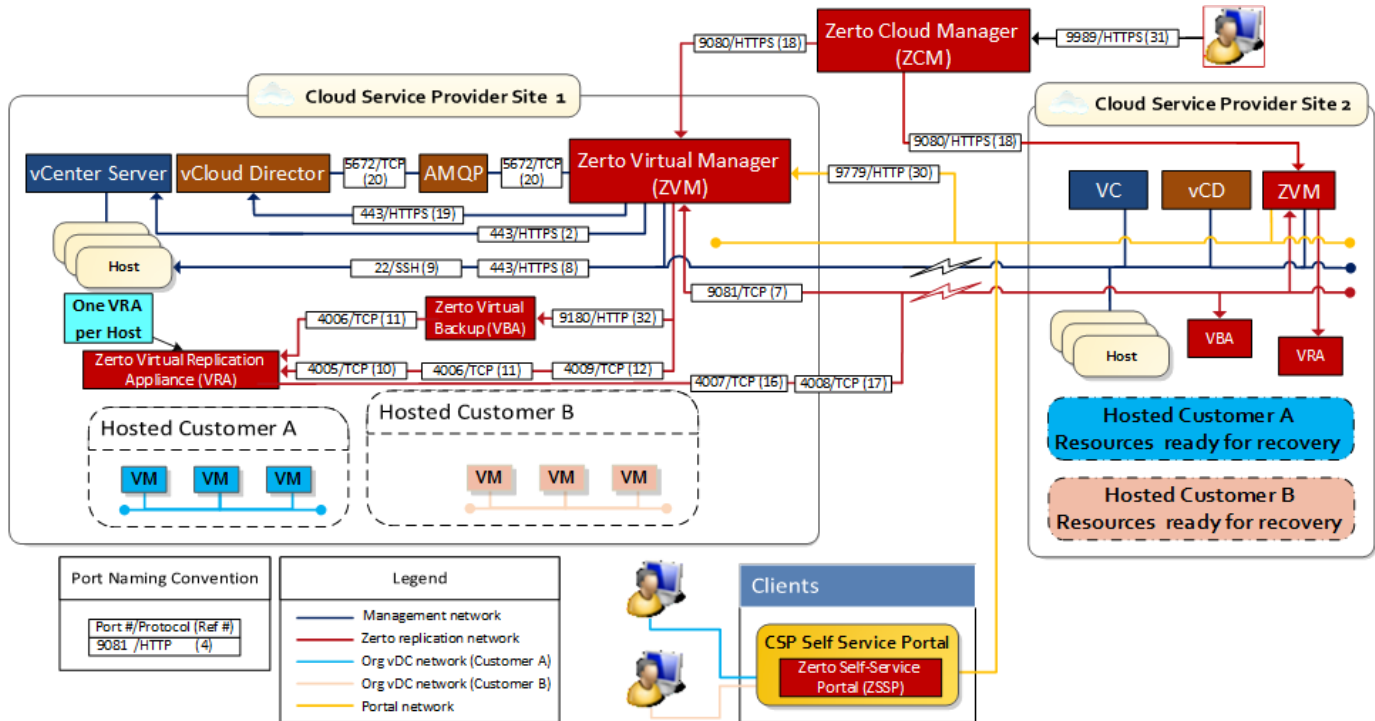 Zerto Cloud Manager
(ZCM)
9080/HTTPS (18)
9989/HTTPS (31)
Cloud Service Provider Site 1
Cloud Service Provider Site 2
9080/HTTPS(18)
vCenter Server
vCloud Director
5672/TCP
(20)
AMQP
5672/TCP
(20)
Zerto Virtual Manager
(ZVM)
9779/HTTP (30)
VC
vCD
ZVM
443/HTTPS (19)
443/HTTPS (2)
Host
22/SSH (9)
443/HTTPS (8)
9081/TCP (7)
One VRA
per Host
4006/TCP (11)
Zerto Virtual
Backup (VBA)
9180/HTTP (32)
Zerto Virtual Replication
Appliance (VRA)
4005/TCP (10)
4006/TCP (11)
4009/TCP (12)
4007/TCP (16)
4008/TCP (17)
Host
VBA
VRA
Hosted Customer A
VM
VM
VM
Hosted Customer B
VM
VM
VM
Hosted Customer A
Resources ready for recovery
Hosted Customer B
Resources ready for recovery
Port Naming Convention
Port #/Protocol (Ref #)
9081 /HTTP (4)
Legend
Management network
Zerto replication network
Org vDC network (Customer A)
Org vDC network (Customer B)
Portal network
Clients
CSP Self Service Portal
Zerto Self-Service
Portal (ZSSP)